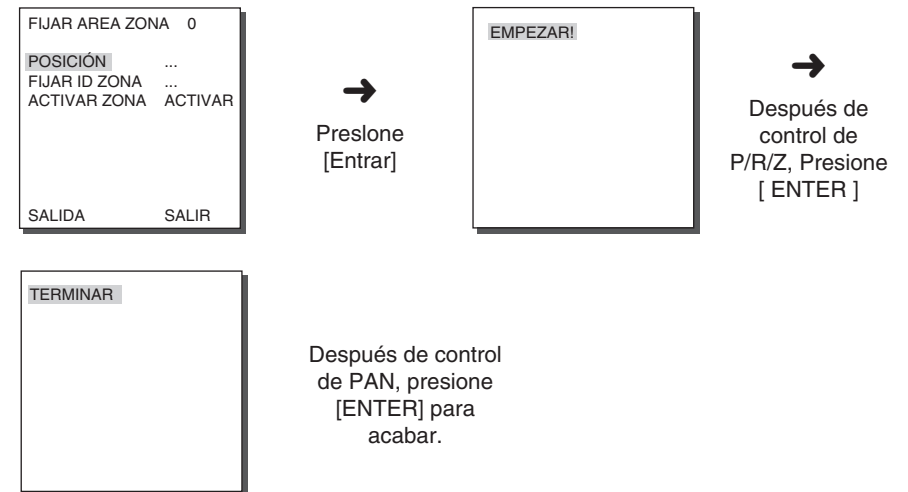 FIJAR AREA ZONA 0
POSICIÓN ...
FIJAR ID ZONA ...
ACTIVAR ZONA ACTIVAR
SALIDA SALIR
Preslone
[Entrar]
EMPEZAR!
Después de
control de
P/R/Z, Presione
[ ENTER ]
TERMINAR
Después de control
de PAN, presione
[ENTER] para
acabar.